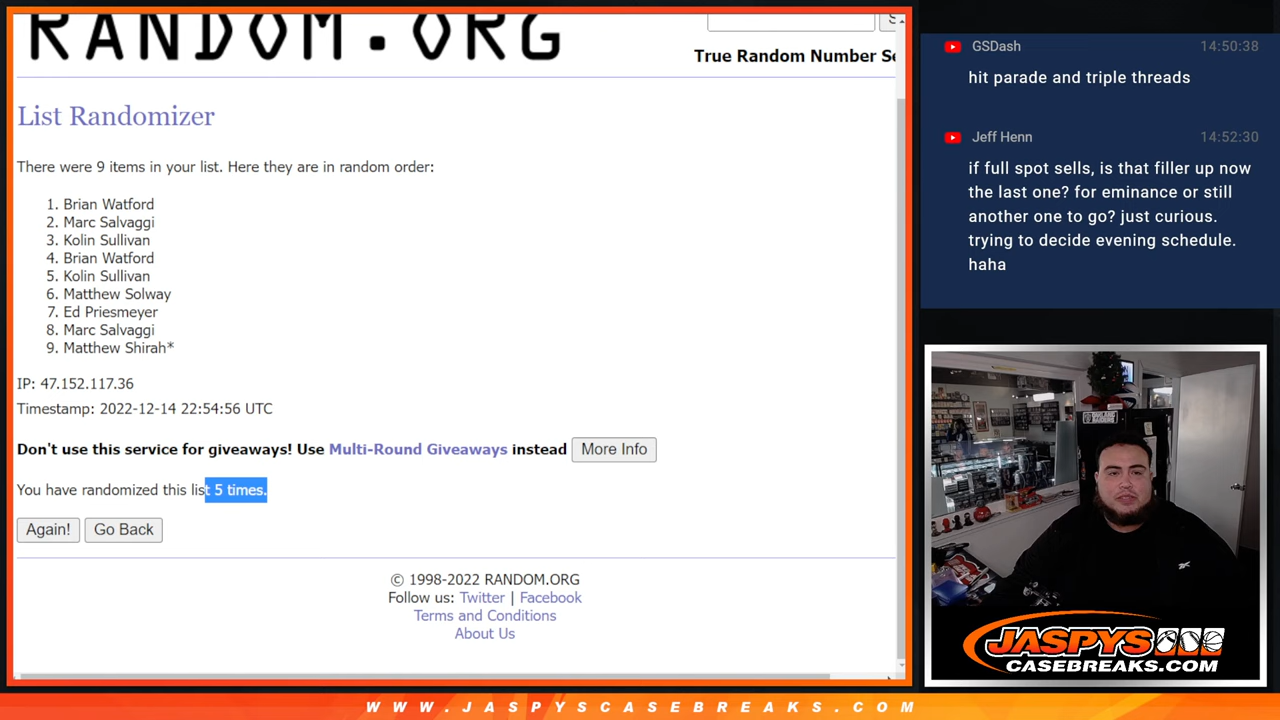 RANDOM.ORG
True Random Number Se
List Randomizer
There were 9 items in your list. Here they are in random order:
1. Brian Watford
2. Marc Salvaggi
3. Kolin Sullivan
4. Brian Watford
5. Kolin Sullivan
6. Matthew Solway
7. Ed Priesmeyer
8. Marc Salvaggi
9. Matthew Shirah*
IP: 47.152.117.36
Timestamp: 2022-12-14 22:54:56 UTC
Don't use this service for giveaways! Use Multi-Round Giveaways instead More Info
You have randomized this list 5 times.
Again! Go Back
© 1998-2022 RANDOM.ORG
Follow us: Twitter | Facebook
Terms and Conditions
About Us
GSDash 14:50:38
hit parade and triple threads
Jeff Henn 14:52:30
if full spot sells, is that filler up now
the last one? for eminance or still
another one to go? just curious.
trying to decide evening schedule.
haha
JASPYS
CASEBREAKS.COM
WWW.JASPYSCASEBREAKS.COM